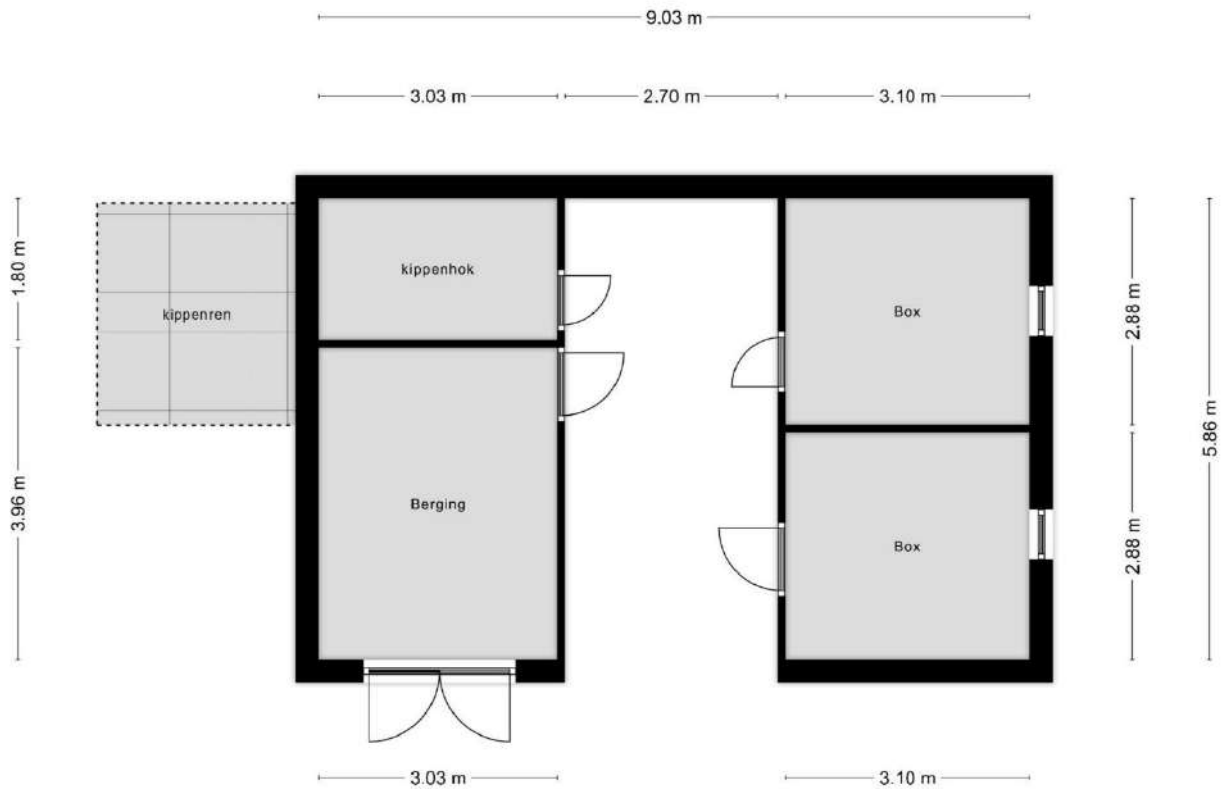 9.03 m
3.03 m
2.70 m
3.10 m
1.80 m
kippenhok
kippenren
Box
2.88 m
5.86 m
3.96 m
Berging
Box
2.88 m
3.03 m
3.10 m